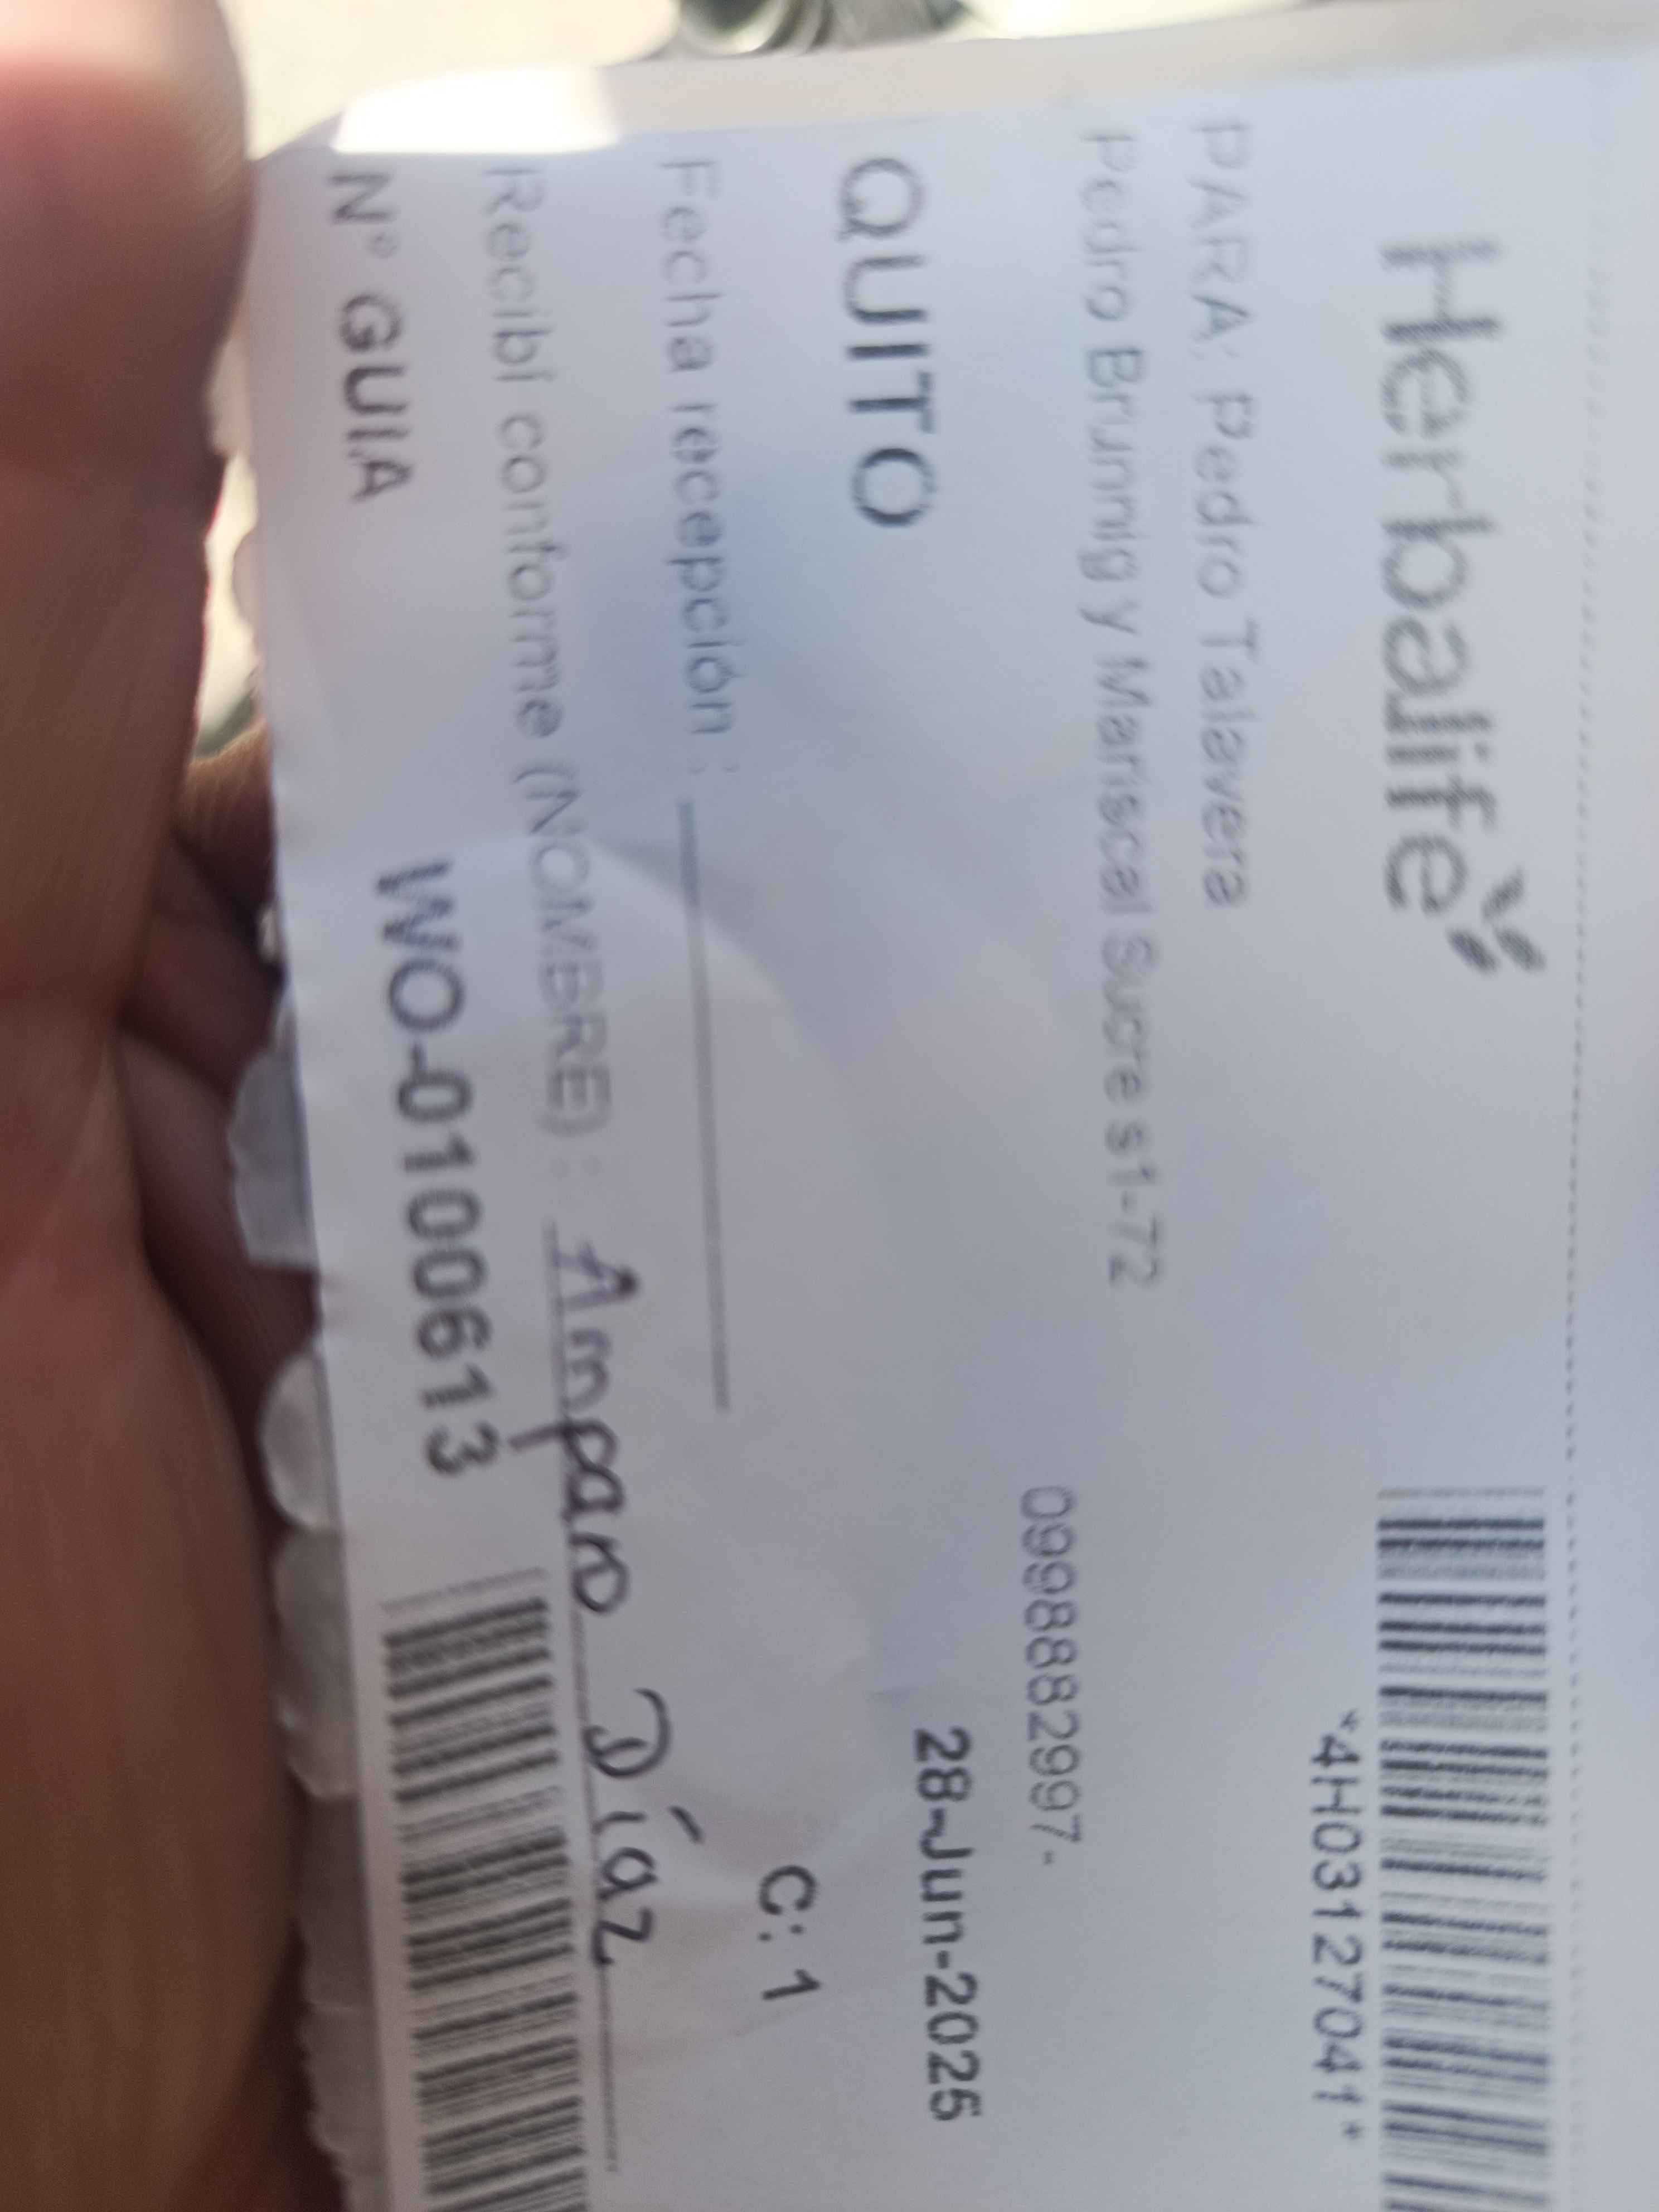 Herbalife
*4H03127041*
PARA: Pedro Talavera
Pedro Brunnig y Mariscal Sucre s1-72
0998882997-
QUITO
28-Jun-2025
C: 1
Fecha recepción :
Recibí conforme (NOMBRE) : Amparo Díaz
N° GUIA WO-0100613